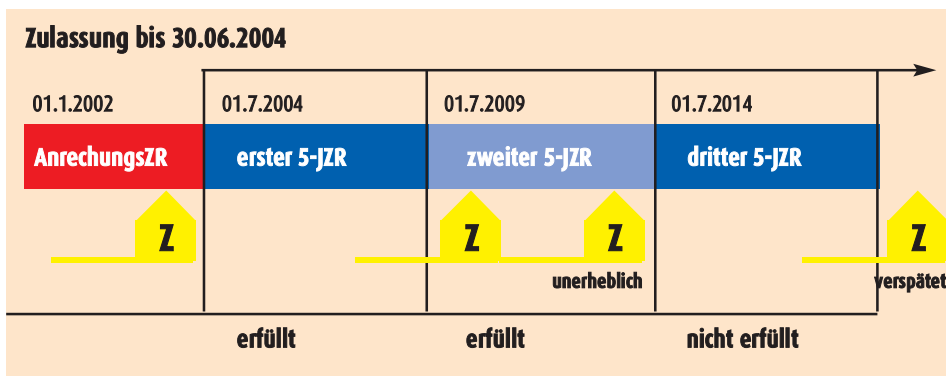 Zulassung bis 30.06.2004
01.1.2002 01.7.2004 01.7.2009 01.7.2014
AnrechungsZR erster 5-JZR zweiter 5-JZR dritter 5-JZR
Z Z Z Z
unerheblich verspätet
erfüllt erfüllt nicht erfüllt